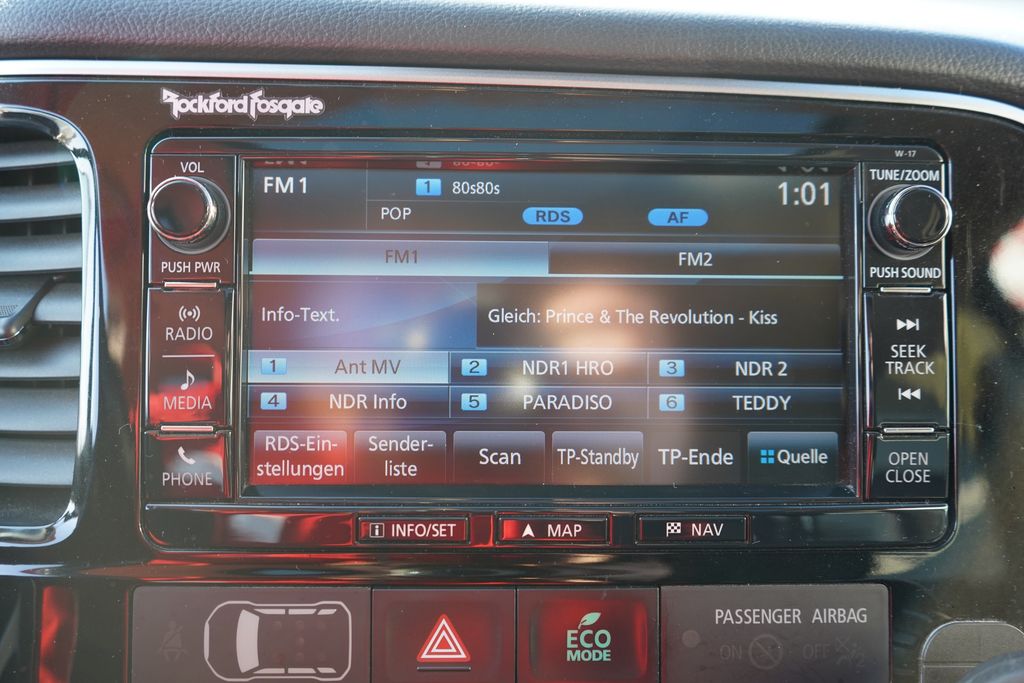 Rockford Fosgate
W-17
VOL
TUNE/ZOOM
FM 1
1 80s80s
1:01
POP
RDS
AF
PUSH PWR
PUSH SOUND
FM1
FM2
Info-Text.
Gleich: Prince & The Revolution - Kiss
RADIO
SEEK
TRACK
1 Ant MV
2 NDR1 HRO
3 NDR 2
MEDIA
4 NDR Info
5 PARADISO
6 TEDDY
RDS-Ein-
stellungen
Sender-
liste
Scan
TP-Standby
TP-Ende
Quelle
PHONE
OPEN
CLOSE
INFO/SET
MAP
NAV
ECO
MODE
PASSENGER AIRBAG
ON
OFF